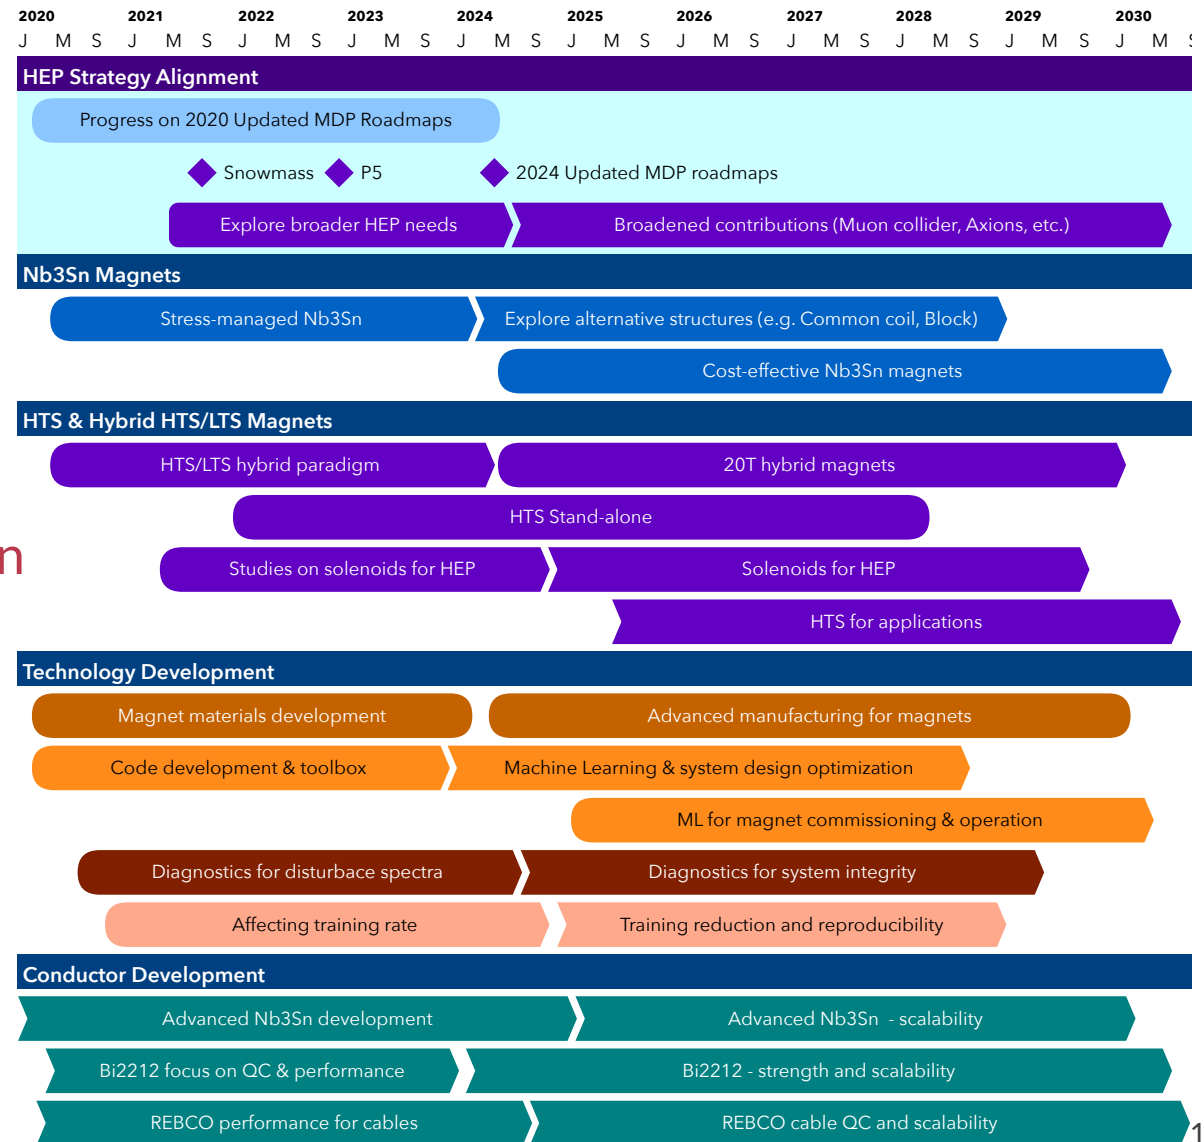 2020 2021 2022 2023 2024 2025 2026 2027 2028 2029 2030
J M S J M S J M S J M S J M S J M S J M S J M S J M S J M S J M S
HEP Strategy Alignment
Progress on 2020 Updated MDP Roadmaps
Snowmass P5 2024 Updated MDP roadmaps
Explore broader HEP needs Broadened contributions (Muon collider, Axions, etc.)
Nb3Sn Magnets
Stress-managed Nb3Sn Explore alternative structures (e.g. Common coil, Block)
Cost-effective Nb3Sn magnets
HTS & Hybrid HTS/LTS Magnets
HTS/LTS hybrid paradigm 20T hybrid magnets
HTS Stand-alone
n
Studies on solenoids for HEP Solenoids for HEP
HTS for applications
Technology Development
Magnet materials development Advanced manufacturing for magnets
Code development & toolbox Machine Learning & system design optimization
ML for magnet commissioning & operation
Diagnostics for disturbace spectra Diagnostics for system integrity
Affecting training rate Training reduction and reproducibility
Conductor Development
Advanced Nb3Sn development Advanced Nb3Sn - scalability
Bi2212 focus on QC & performance Bi2212 - strength and scalability
REBCO performance for cables REBCO cable QC and scalability
1